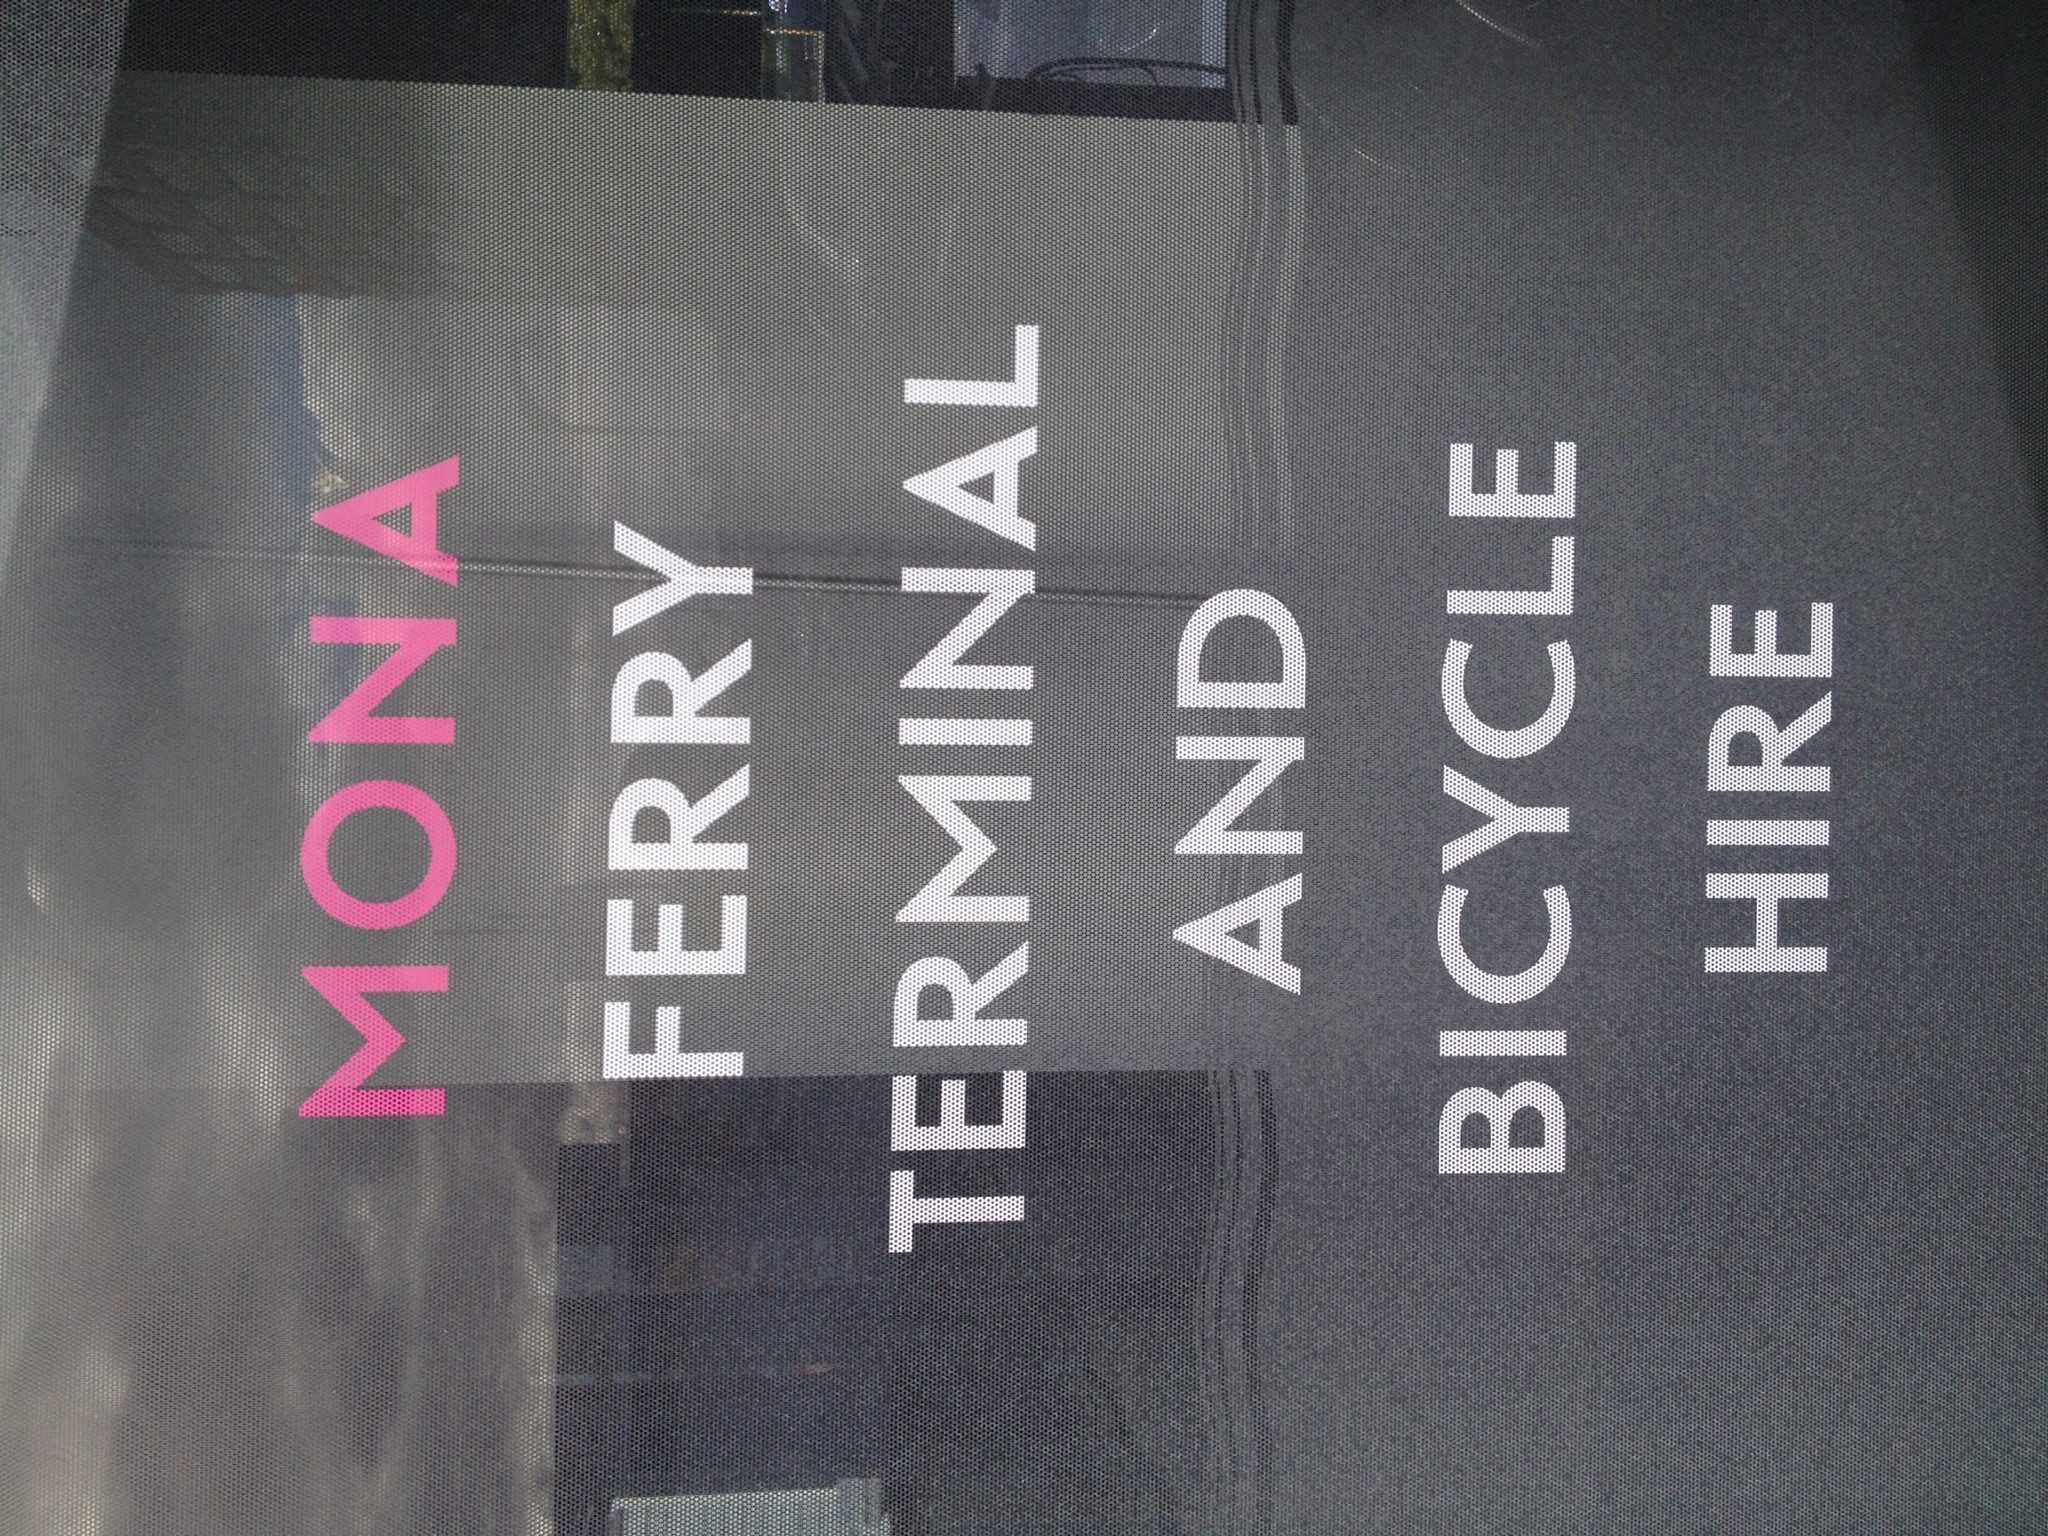 MONA
FERRY
TERMINAL
AND
BICYCLE
HIRE